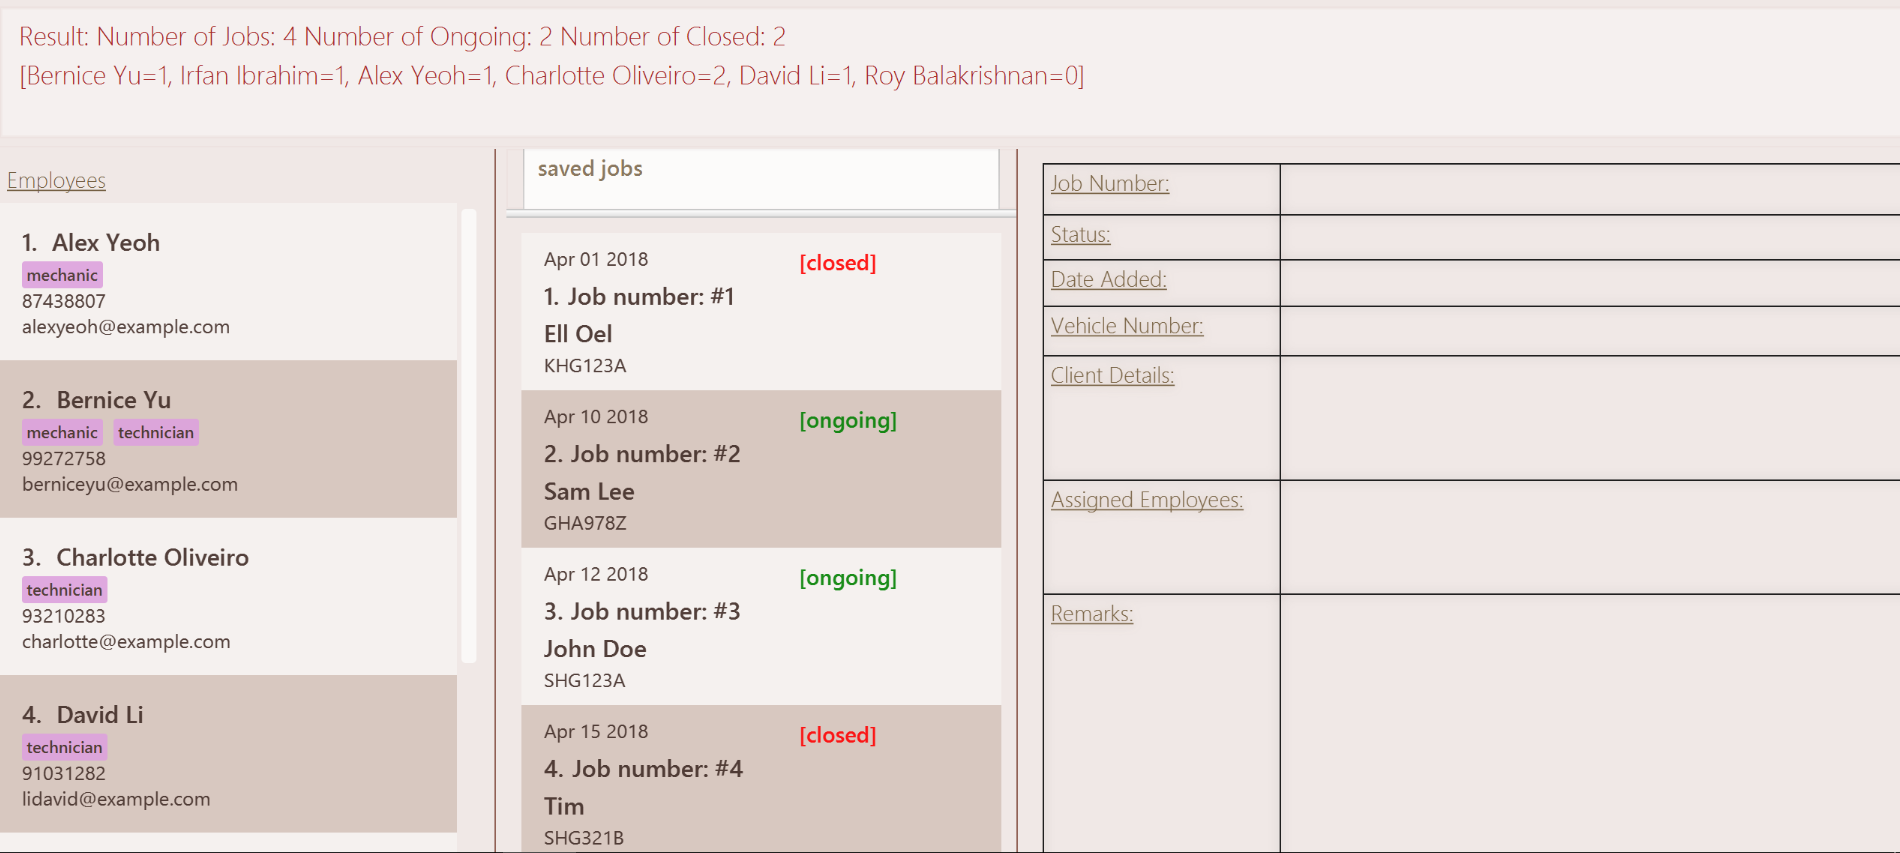 Result: Number of Jobs: 4 Number of Ongoing: 2 Number of Closed: 2
[Bernice Yu=1, Irfan Ibrahim=1, Alex Yeoh=1, Charlotte Oliveiro=2, David Li=1, Roy Balakrishnan=0]
Employees
1. Alex Yeoh
mechanic
87438807
alexyeoh@example.com
2. Bernice Yu
mechanic technician
99272758
berniceyu@example.com
3. Charlotte Oliveiro
technician
93210283
charlotte@example.com
4. David Li
technician
91031282
lidavid@example.com
saved jobs
Apr 01 2018 [closed]
1. Job number: #1
Ell Oel
KHG123A
Apr 10 2018 [ongoing]
2. Job number: #2
Sam Lee
GHA978Z
Apr 12 2018 [ongoing]
3. Job number: #3
John Doe
SHG123A
Apr 15 2018 [closed]
4. Job number: #4
Tim
SHG321B
Job Number:
Status:
Date Added:
Vehicle Number:
Client Details:
Assigned Employees:
Remarks: